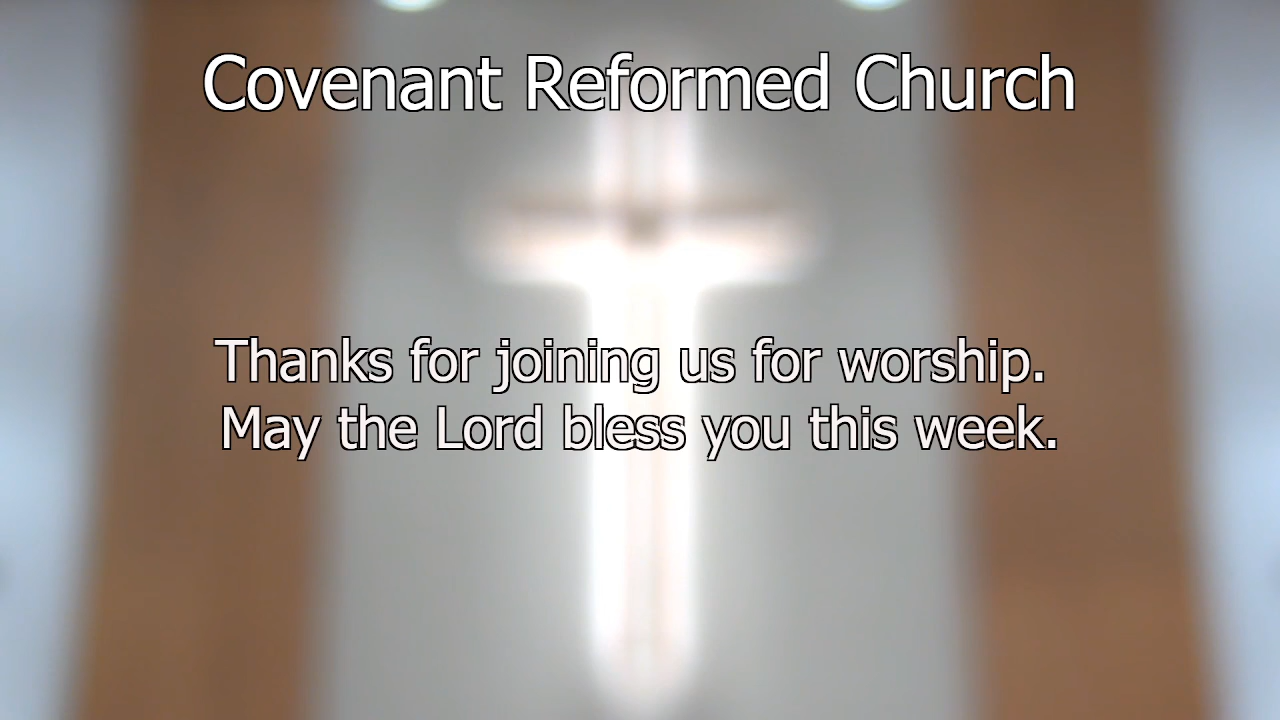 Covenant Reformed Church
Thanks for joining us for worship.
May the Lord bless you this week.